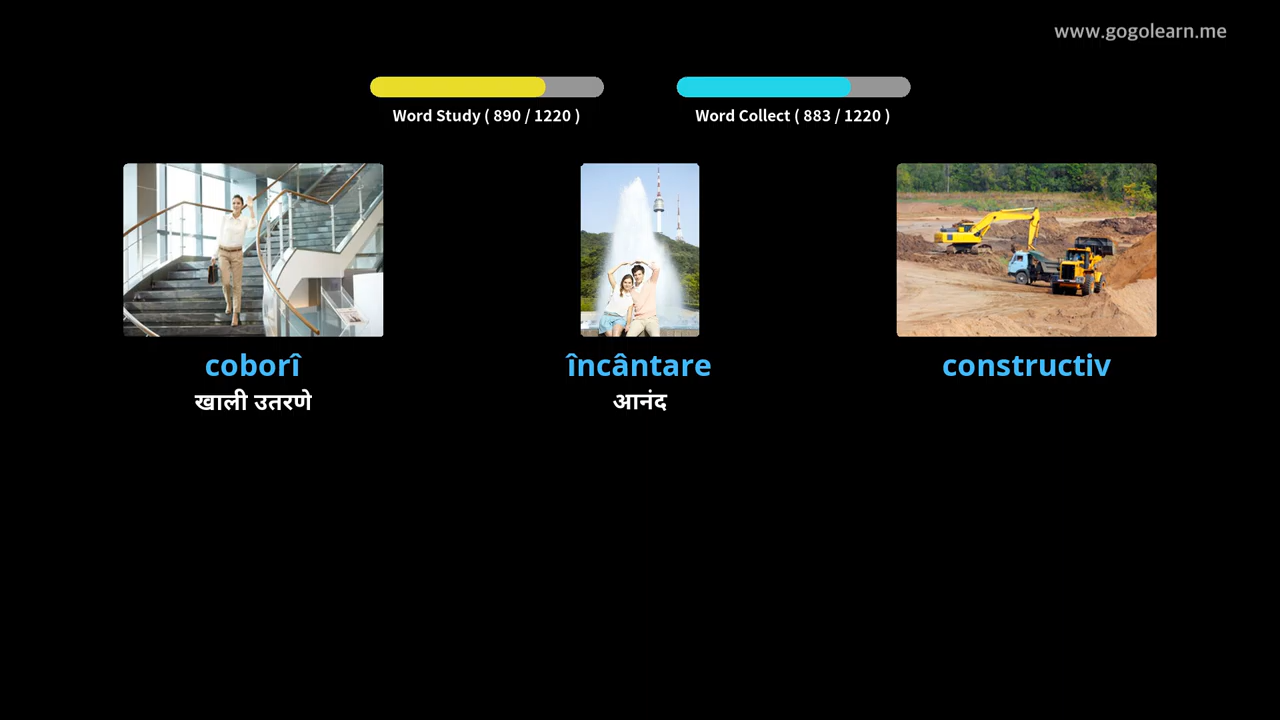 www.gogolearn.me
Word Study ( 890 / 1220 )
Word Collect ( 883 / 1220 )
coborî
खाली उतरणे
încântare
आनंद
constructiv